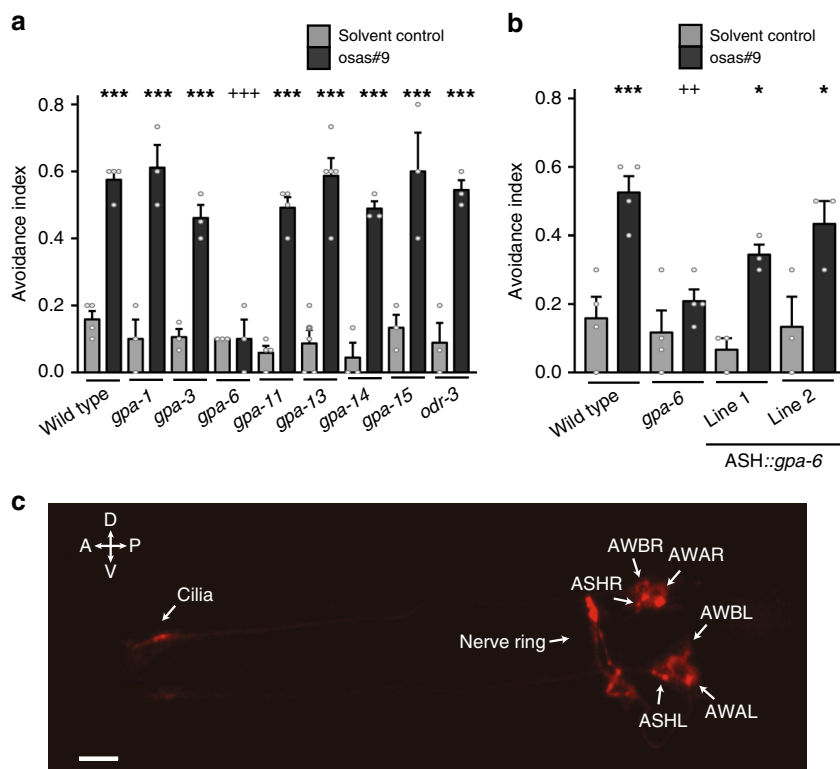 a
Solvent control
osas#9
*** *** *** +++ *** *** *** *** ***
Avoidance index
0.8
0.6
0.4
0.2
0.0
Wild type
gpa-1
gpa-3
gpa-6
gpa-11
gpa-13
gpa-14
gpa-15
odr-3
b
Solvent control
osas#9
*** ++ * *
Avoidance index
0.8
0.6
0.4
0.2
0.0
Wild type
gpa-6
Line 1
Line 2
ASH::gpa-6
c
D
A P
V
Cilia
Nerve ring
AWBR
AWAR
ASHR
AWBL
ASHL
AWAL